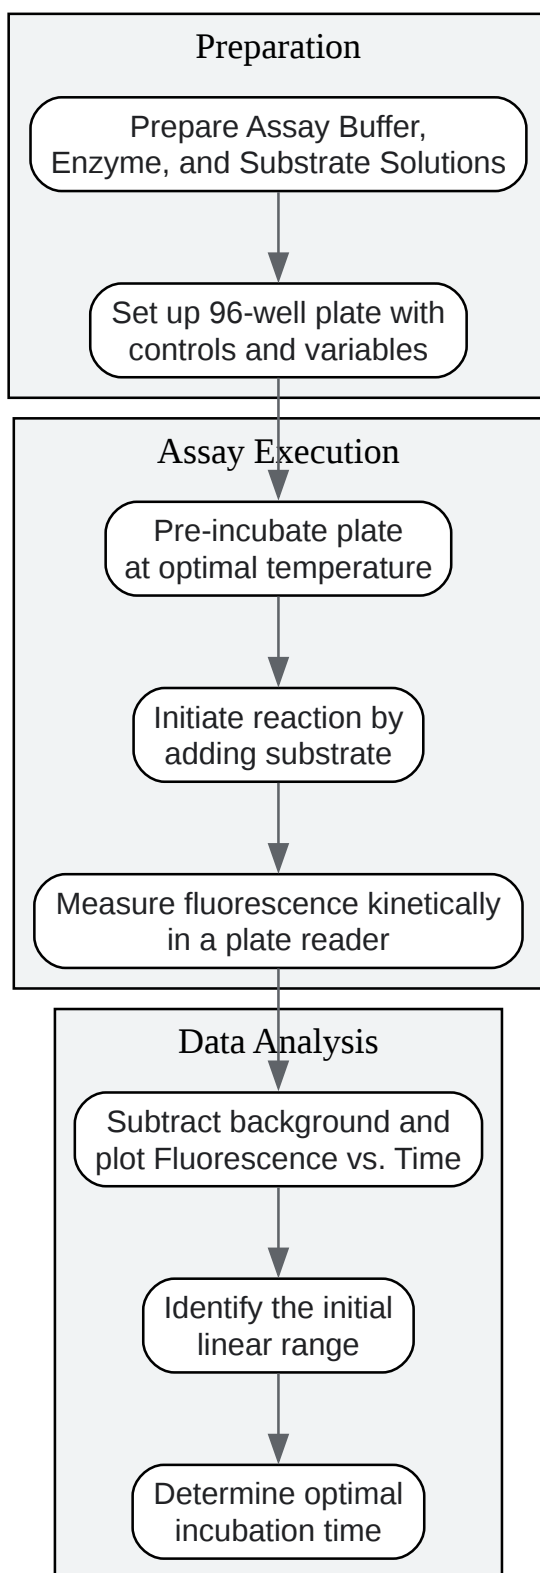 Preparation
Prepare Assay Buffer,
Enzyme, and Substrate Solutions
Set up 96-well plate with
controls and variables
Assay Execution
Pre-incubate plate
at optimal temperature
Initiate reaction by
adding substrate
Measure fluorescence kinetically
in a plate reader
Data Analysis
Subtract background and
plot Fluorescence vs. Time
Identify the initial
linear range
Determine optimal
incubation time